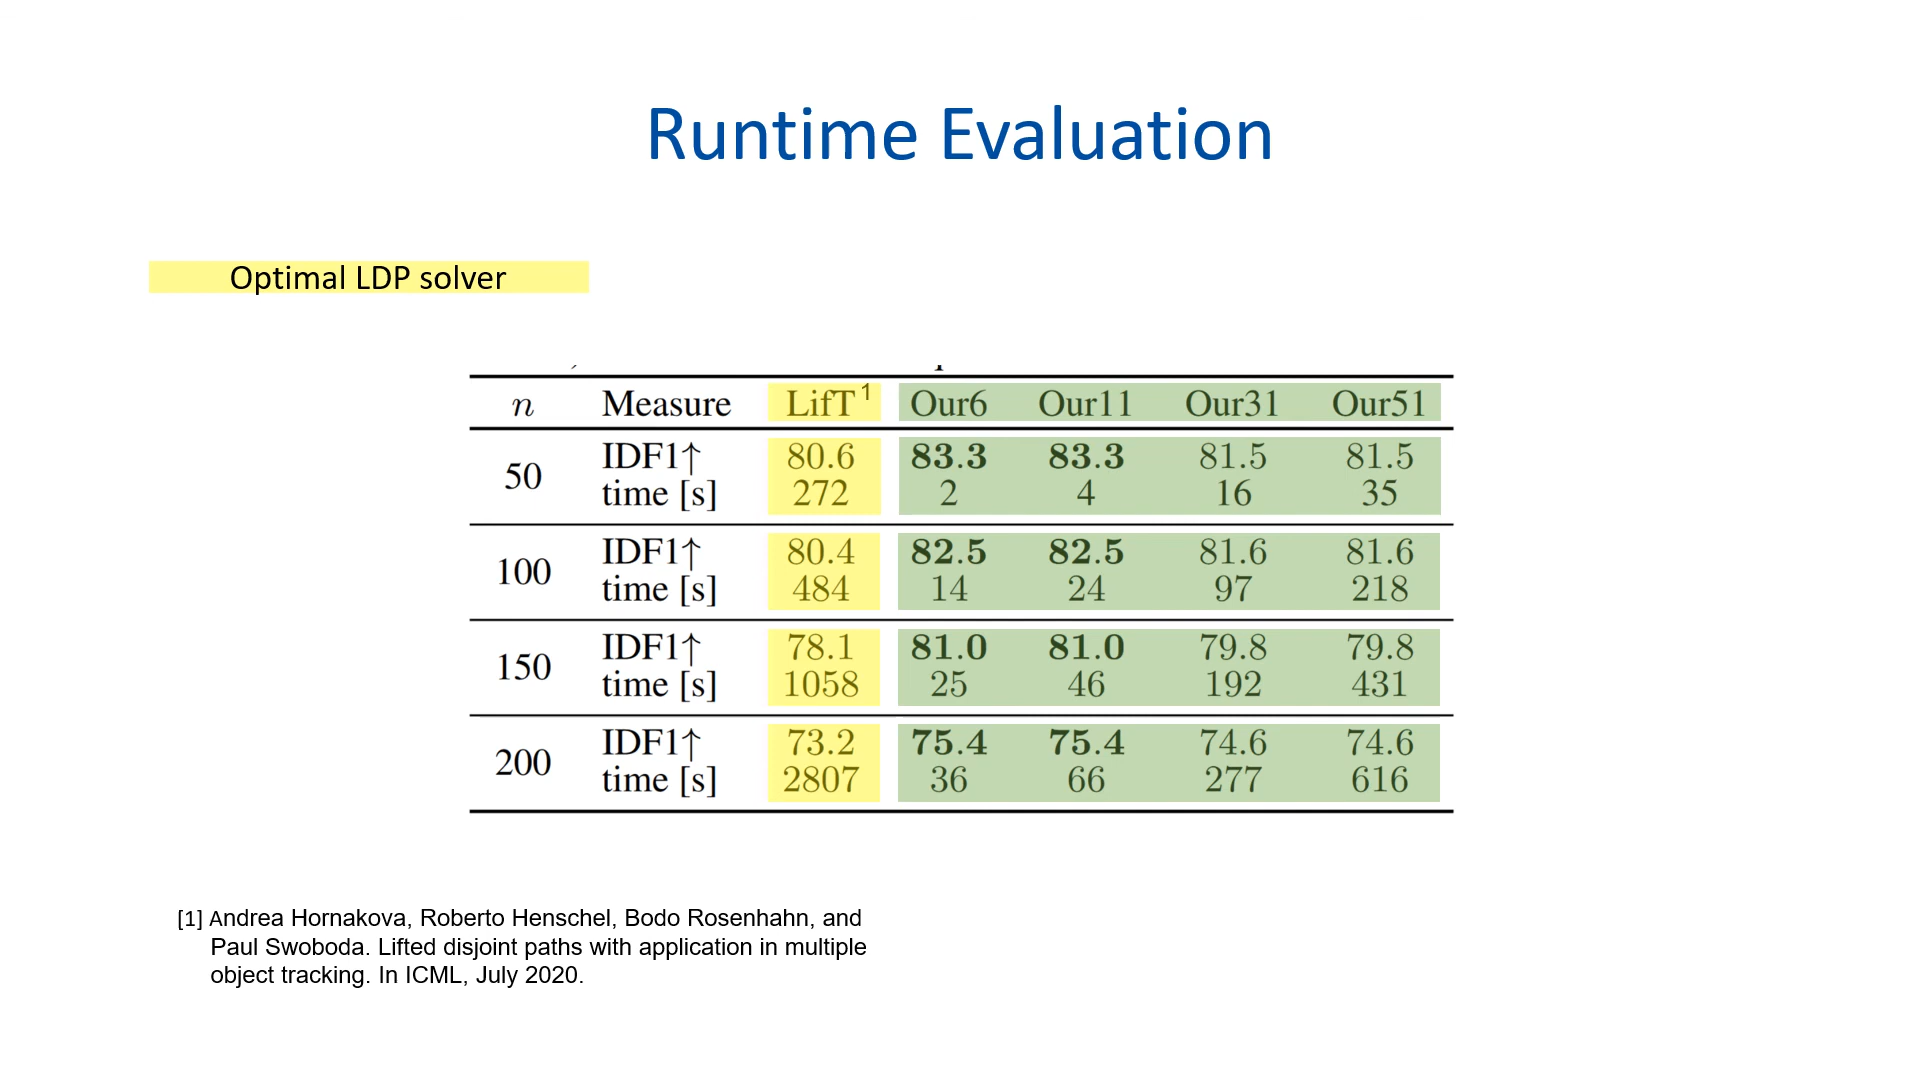 Runtime Evaluation
Optimal LDP solver
n Measure LifT 1 Our6 Our11 Our31 Our51
50
IDF1↑ 80.6 83.3 83.3 81.5 81.5
time [s] 272 2 4 16 35
100
IDF1↑ 80.4 82.5 82.5 81.6 81.6
time [s] 484 14 24 97 218
150
IDF1↑ 78.1 81.0 81.0 79.8 79.8
time [s] 1058 25 46 192 431
200
IDF1↑ 73.2 75.4 75.4 74.6 74.6
time [s] 2807 36 66 277 616
[1] Andrea Hornakova, Roberto Henschel, Bodo Rosenhahn, and
Paul Swoboda. Lifted disjoint paths with application in multiple
object tracking. In ICML, July 2020.